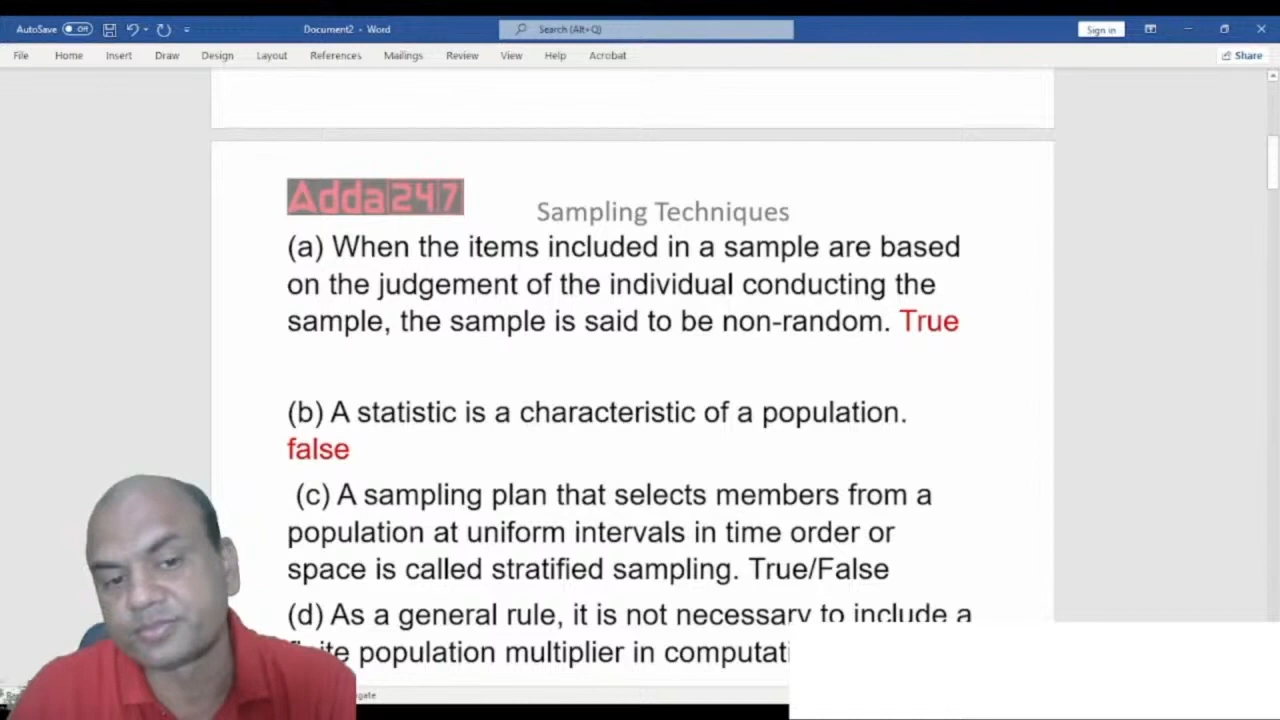 AutoSave Off Document2 - Word Search (Alt+Q) Sign in
File Home Insert Draw Design Layout References Mailings Review View Help Acrobat Share
Adda247
Sampling Techniques
(a) When the items included in a sample are based
on the judgement of the individual conducting the
sample, the sample is said to be non-random. True
(b) A statistic is a characteristic of a population.
false
(c) A sampling plan that selects members from a
population at uniform intervals in time order or
space is called stratified sampling. True/False
(d) As a general rule, it is not necessary to include a
population multiplier in computati